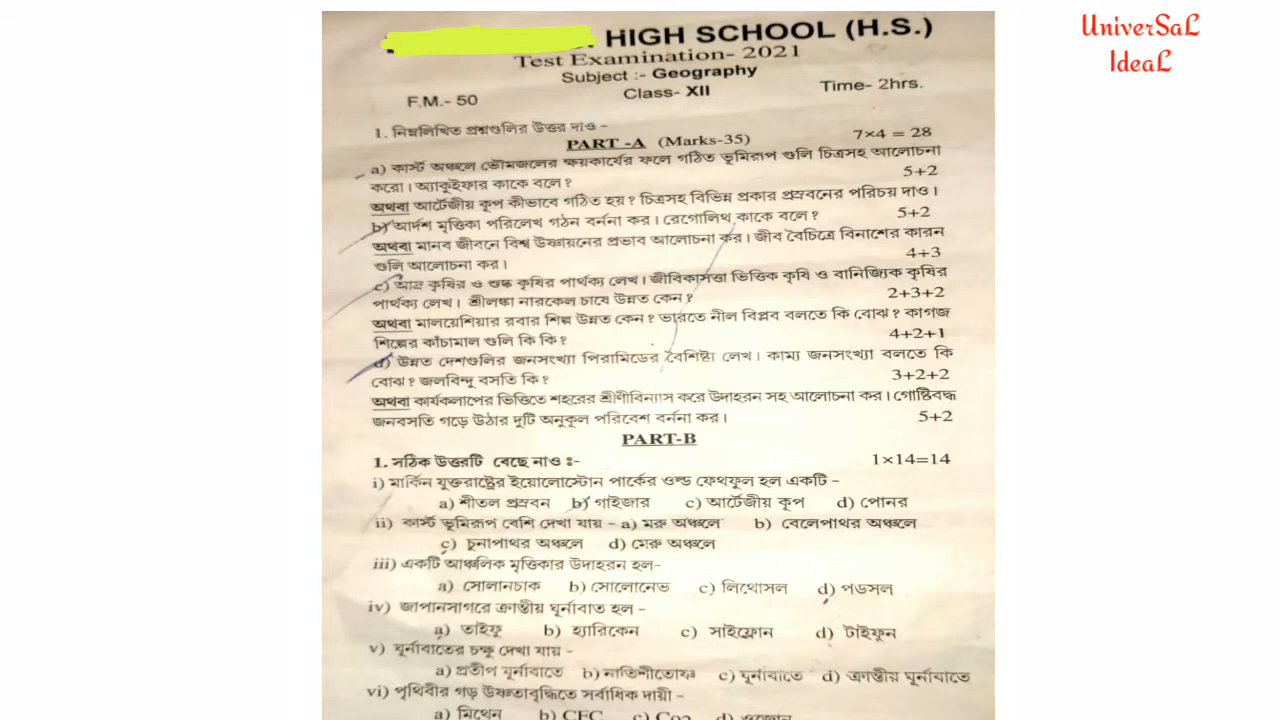 UniverSaL
IdeaL
HIGH SCHOOL (H.S.)
Test Examination- 2021
Subject :- Geography
F.M.- 50
Class- XII
Time- 2hrs.
1. নিম্নলিখিত প্রশ্নগুলির উত্তর দাও -
PART -A (Marks-35) 7×4 = 28
a) কার্স্ট অঞ্চলে ভৌমজলের ক্ষয়কার্যের ফলে গঠিত ভূমিরূপ গুলি চিত্রসহ আলোচনা
করো। অ্যাকুইফার কাকে বলে ? 5+2
অথবা আর্টেজীয় কূপ কীভাবে গঠিত হয় ? চিত্রসহ বিভিন্ন প্রকার প্রস্রবনের পরিচয় দাও।
b) আর্দশ মৃত্তিকা পরিলেখ গঠন বর্ননা কর। রেগোলিথ কাকে বলে ? 5+2
অথবা মানব জীবনে বিশ্ব উষ্ণায়নের প্রভাব আলোচনা কর। জীব বৈচিত্রে বিনাশের কারন
গুলি আলোচনা কর। 4+3
c) আদ্র কৃষির ও শুষ্ক কৃষির পার্থক্য লেখ। জীবিকাসত্তা ভিত্তিক কৃষি ও বানিজ্যিক কৃষির
পার্থক্য লেখ। শ্রীলঙ্কা নারকেল চাষে উন্নত কেন ? 2+3+2
অথবা মালয়েশিয়ার রবার শিল্প উন্নত কেন ? ভারতে নীল বিপ্লব বলতে কি বোঝ ? কাগজ
শিল্পের কাঁচামাল গুলি কি কি ? 4+2+1
d) উন্নত দেশগুলির জনসংখ্যা পিরামিডের বৈশিষ্ট্য লেখ। কাম্য জনসংখ্যা বলতে কি
বোঝ ? জলবিন্দু বসতি কি ? 3+2+2
অথবা কার্যকলাপের ভিত্তিতে শহরের শ্রীণীবিন্যাস করে উদাহরন সহ আলোচনা কর। গোষ্ঠিবদ্ধ
জনবসতি গড়ে উঠার দুটি অনুকূল পরিবেশ বর্ননা কর। 5+2
PART-B
1. সঠিক উত্তরটি বেছে নাও :- 1×14=14
i) মার্কিন যুক্তরাষ্ট্রের ইয়োলোস্টোন পার্কের ওল্ড ফেথফুল হল একটি -
a) শীতল প্রস্রবন b) গাইজার c) আর্টেজীয় কূপ d) পোনর
ii) কার্স্ট ভূমিরূপ বেশি দেখা যায় - a) মরু অঞ্চলে b) বেলেপাথর অঞ্চলে
c) চুনাপাথর অঞ্চলে d) মেরু অঞ্চলে
iii) একটি আঞ্চলিক মৃত্তিকার উদাহরন হল-
a) সোলানচাক b) সোলোনেত্ত c) লিথোসল d) পডসল
iv) জাপানসাগরে ক্রান্তীয় ঘূর্নাবাত হল -
a) তাইফু b) হ্যারিকেন c) সাইক্লোন d) টাইফুন
v) ঘূর্নাবাতের চক্ষু দেখা যায় -
a) প্রতীপ ঘূর্নাবাতে b) নাতিশীতোষ্ণ c) ঘূর্নাবাতে d) ক্রান্তীয় ঘূর্নাবাতে
vi) পৃথিবীর গড় উষ্ণতাবৃদ্ধিতে সর্বাধিক দায়ী -
a) মিথেন b) CFC c) Co2 d) ওজোন